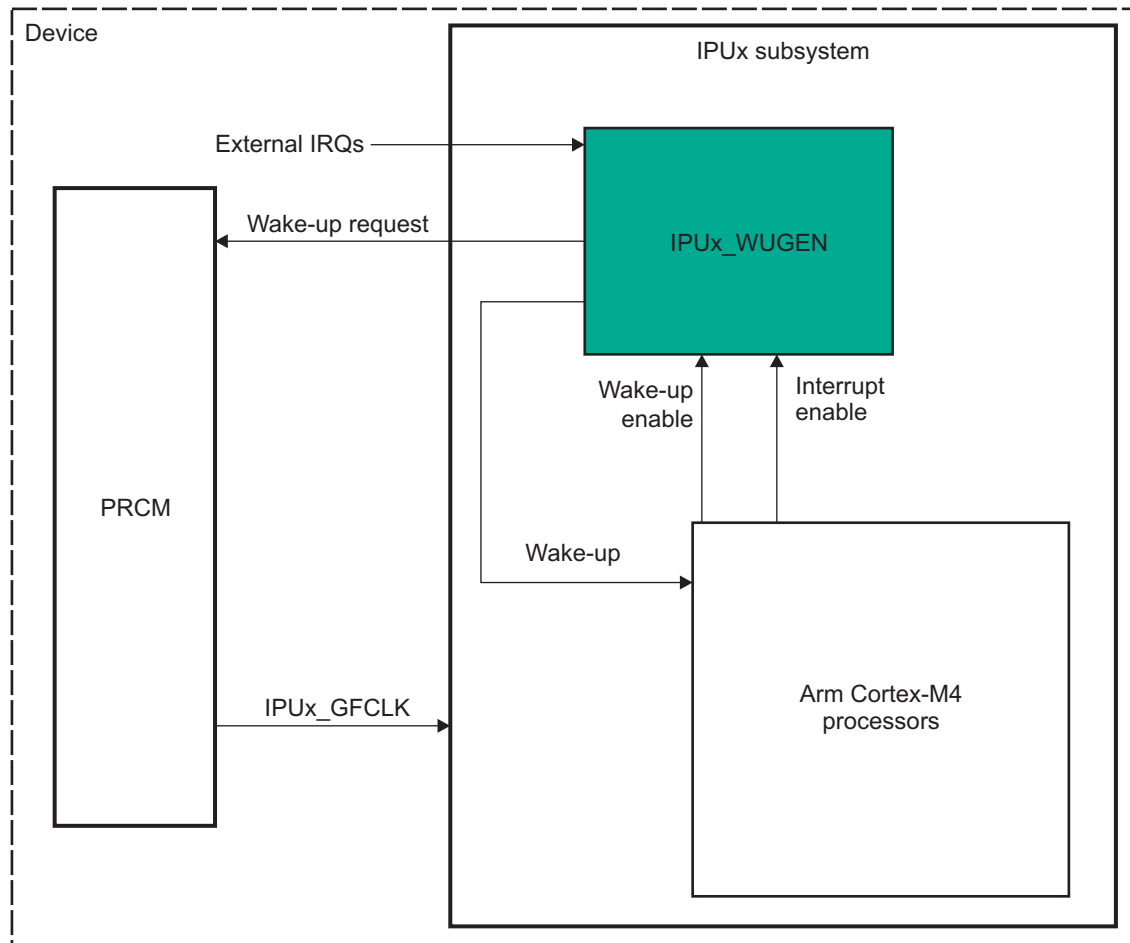 Device
IPUx subsystem
External IRQs
Wake-up request
IPUx_WUGEN
Wake-up
enable
Interrupt
enable
PRCM
Wake-up
IPUx_GFCLK
Arm Cortex-M4
processors